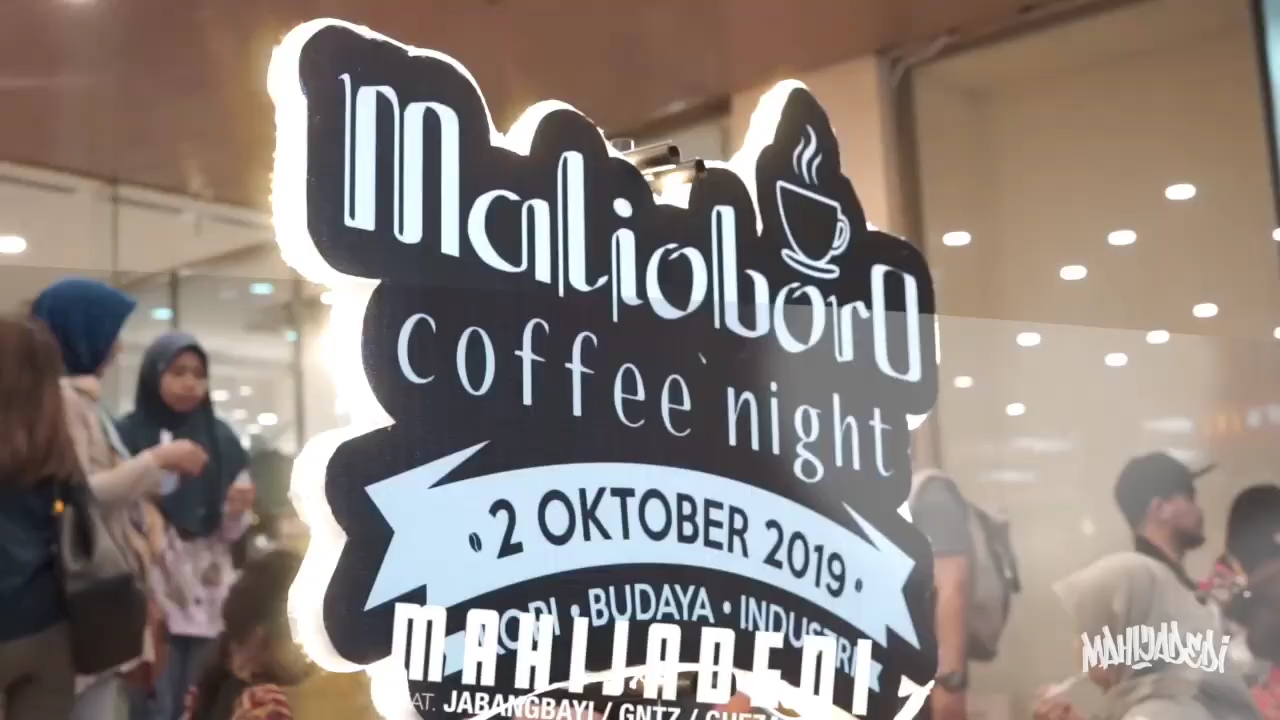 malioboro
coffee night
2 OKTOBER 2019
KOPI • BUDAYA • INDUSTRI
MAHIJADEDI
JABANGBAYI / GNTZ /
MAHIJADEDI